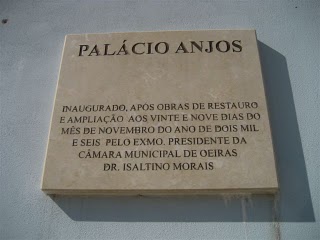 PALÁCIO ANJOS
INAUGURADO, APÓS OBRAS DE RESTAURO
E AMPLIAÇÃO AOS VINTE E NOVE DIAS DO
MÊS DE NOVEMBRO DO ANO DE DOIS MIL
E SEIS PELO EXMO. PRESIDENTE DA
CÂMARA MUNICIPAL DE OEIRAS
DR. ISALTINO MORAIS